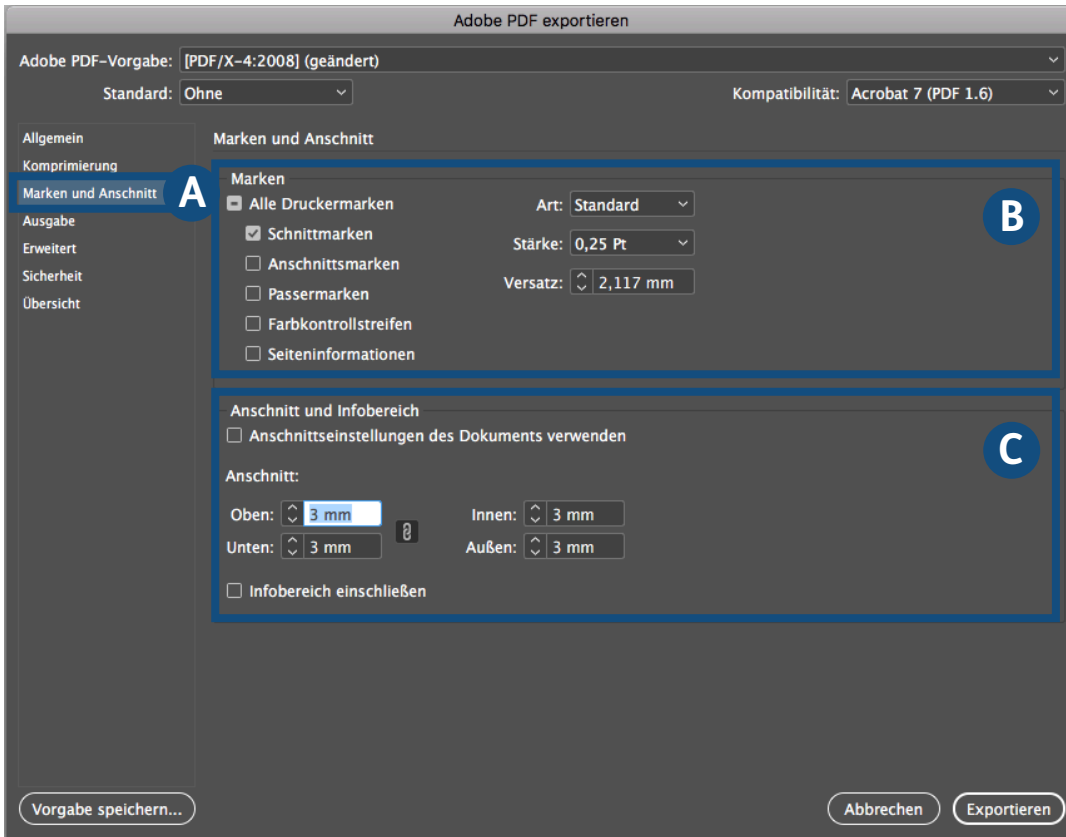 Adobe PDF exportieren
Adobe PDF-Vorgabe: [PDF/X-4:2008] (geändert)
Standard: Ohne Kompatibilität: Acrobat 7 (PDF 1.6)
Allgemein
Komprimierung
Marken und Anschnitt
Ausgabe
Erweitert
Sicherheit
Übersicht
A
Marken und Anschnitt
Marken
B
Alle Druckermarken Art: Standard
Schnittmarken Stärke: 0,25 Pt
Anschnittsmarken Versatz: 2,117 mm
Passermarken
Farbkontrollstreifen
Seiteninformationen
Anschnitt und Infobereich
C
Anschnittseinstellungen des Dokuments verwenden
Anschnitt:
Oben: 3 mm Innen: 3 mm
Unten: 3 mm Außen: 3 mm
Infobereich einschließen
Vorgabe speichern... Abbrechen Exportieren